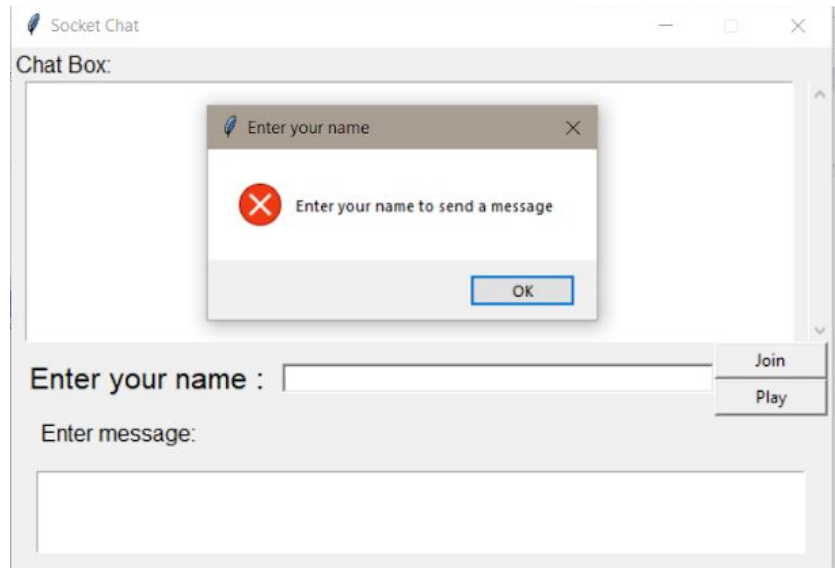 Socket Chat
Chat Box:
Enter your name
Enter your name to send a message
OK
Enter your name :
Join
Play
Enter message: